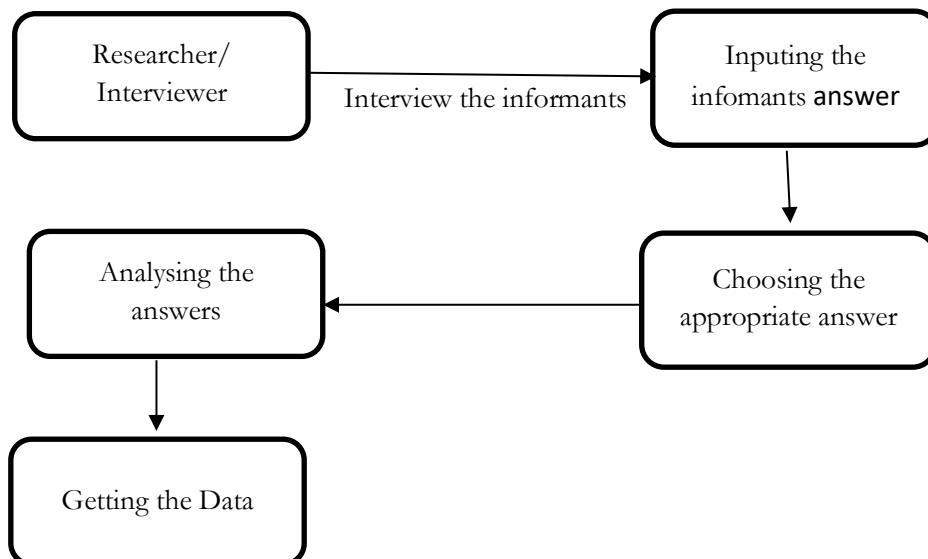 Researcher/
Interviewer
Interview the informants
Inputing the
infomants answer
Choosing the
appropriate answer
Analysing the
answers
Getting the Data